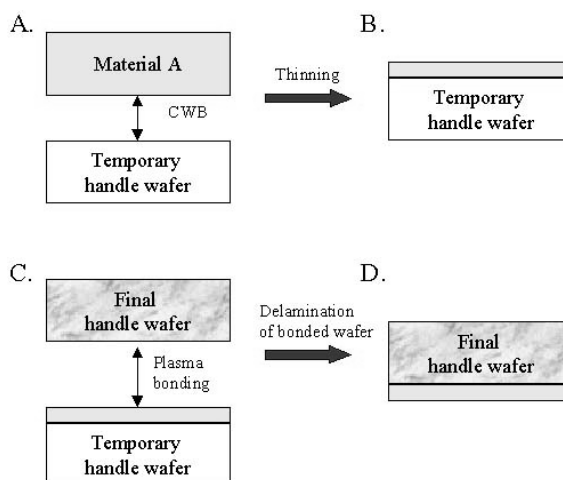 A.
Material A
CWB
Temporary
handle wafer
Thinning
B.
Temporary
handle wafer
C.
Final
handle wafer
Plasma
bonding
Temporary
handle wafer
Delamination
of bonded wafer
D.
Final
handle wafer